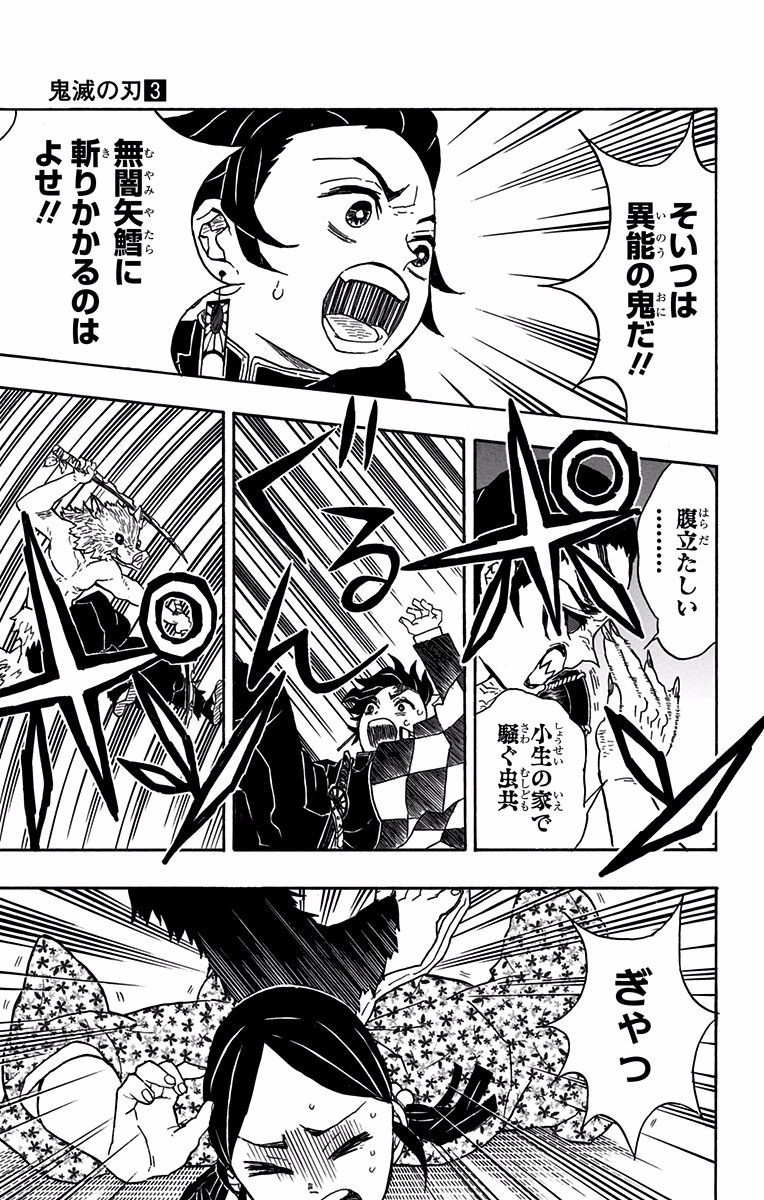 鬼滅の刃3
そいつは
異能の鬼だ!!
無闇矢鱈に
斬りかかるのは
よせ!!
腹立たしい
………
小生の家で
騒ぐ虫共
ポン
ぐるん
ポン
ぎゃっ